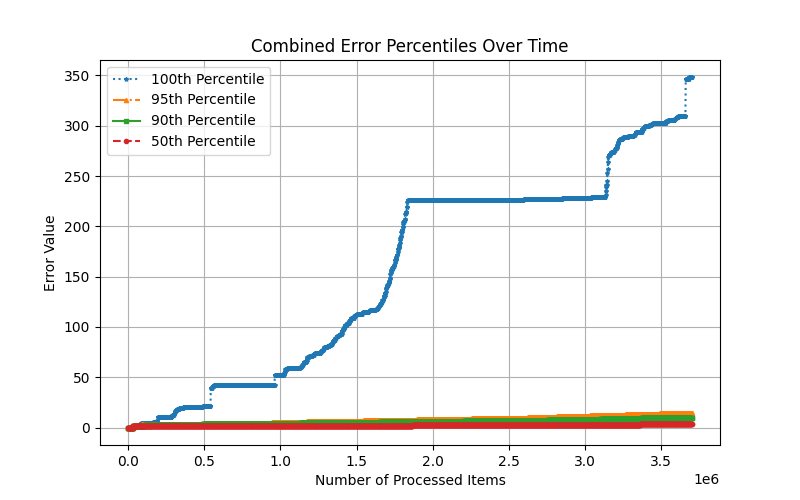 Combined Error Percentiles Over Time
100th Percentile
95th Percentile
90th Percentile
50th Percentile
Error Value
350
300
250
200
150
100
50
0
0.0 0.5 1.0 1.5 2.0 2.5 3.0 3.5
1e6
Number of Processed Items